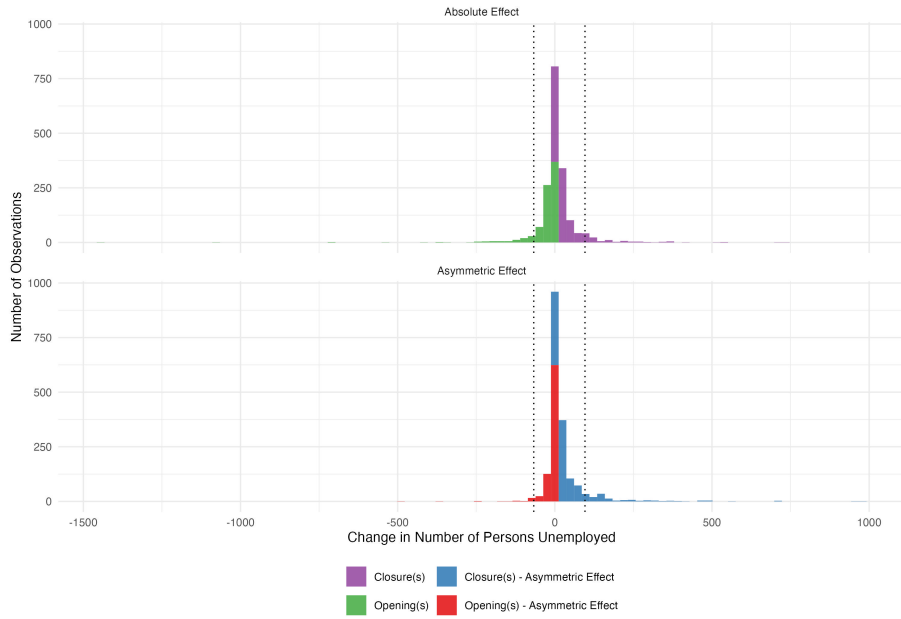 Absolute Effect
1000
750
500
250
0
Asymmetric Effect
1000
750
500
250
0
Number of Observations
-1500 -1000 -500 0 500 1000
Change in Number of Persons Unemployed
Closure(s) Closure(s) - Asymmetric Effect
Opening(s) Opening(s) - Asymmetric Effect